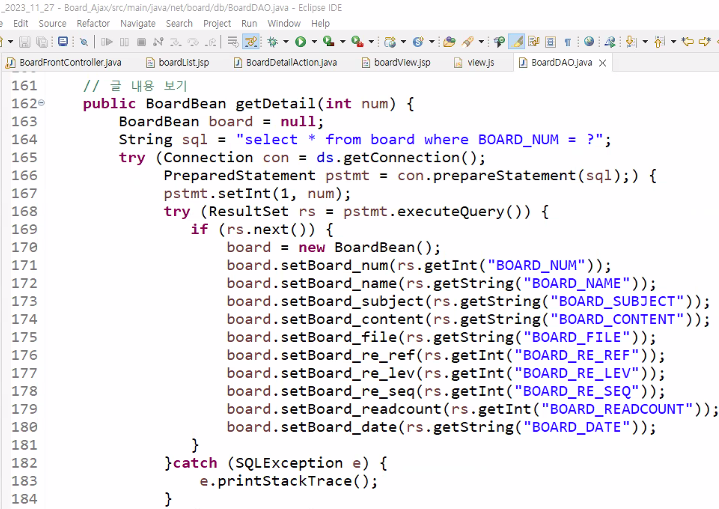 _2023_11_27 - Board_Ajax/src/main/java/net/board/db/BoardDAO.java - Eclipse IDE
Edit Source Refactor Navigate Search Project Run Window Help
BoardFrontController.java boardList.jsp BoardDetailAction.java boardView.jsp view.js BoardDAO.java
161 // 글 내용 보기
162 public BoardBean getDetail(int num) {
163 BoardBean board = null;
164 String sql = "select * from board where BOARD_NUM = ?";
165 try (Connection con = ds.getConnection();
166 PreparedStatement pstmt = con.prepareStatement(sql);) {
167 pstmt.setInt(1, num);
168 try (ResultSet rs = pstmt.executeQuery()) {
169 if (rs.next()) {
170 board = new BoardBean();
171 board.setBoard_num(rs.getInt("BOARD_NUM"));
172 board.setBoard_name(rs.getString("BOARD_NAME"));
173 board.setBoard_subject(rs.getString("BOARD_SUBJECT"));
174 board.setBoard_content(rs.getString("BOARD_CONTENT"));
175 board.setBoard_file(rs.getString("BOARD_FILE"));
176 board.setBoard_re_ref(rs.getInt("BOARD_RE_REF"));
177 board.setBoard_re_lev(rs.getInt("BOARD_RE_LEV"));
178 board.setBoard_re_seq(rs.getInt("BOARD_RE_SEQ"));
179 board.setBoard_readcount(rs.getInt("BOARD_READCOUNT"));
180 board.setBoard_date(rs.getString("BOARD_DATE"));
181 }
182 }catch (SQLException e) {
183 e.printStackTrace();
184 }